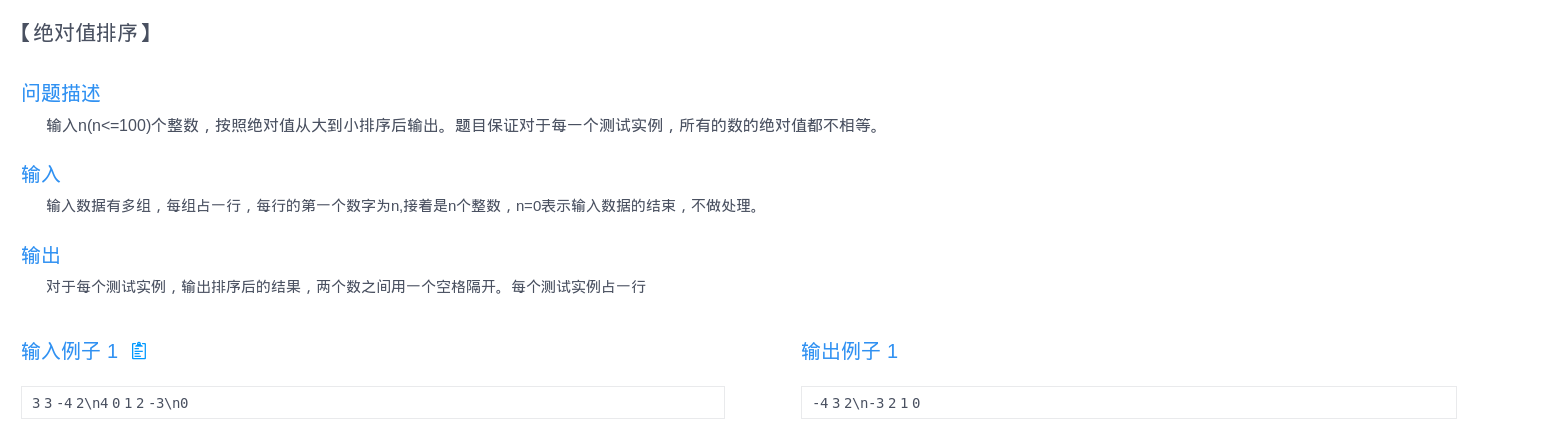 【绝对值排序】
问题描述
输入n(n<=100)个整数，按照绝对值从大到小排序后输出。题目保证对于每一个测试实例，所有的数的绝对值都不相等。
输入
输入数据有多组，每组占一行，每行的第一个数字为n,接着是n个整数，n=0表示输入数据的结束，不做处理。
输出
对于每个测试实例，输出排序后的结果，两个数之间用一个空格隔开。每个测试实例占一行
输入例子 1
输出例子 1
3 3 -4 2\n4 0 1 2 -3\n0
-4 3 2\n-3 2 1 0